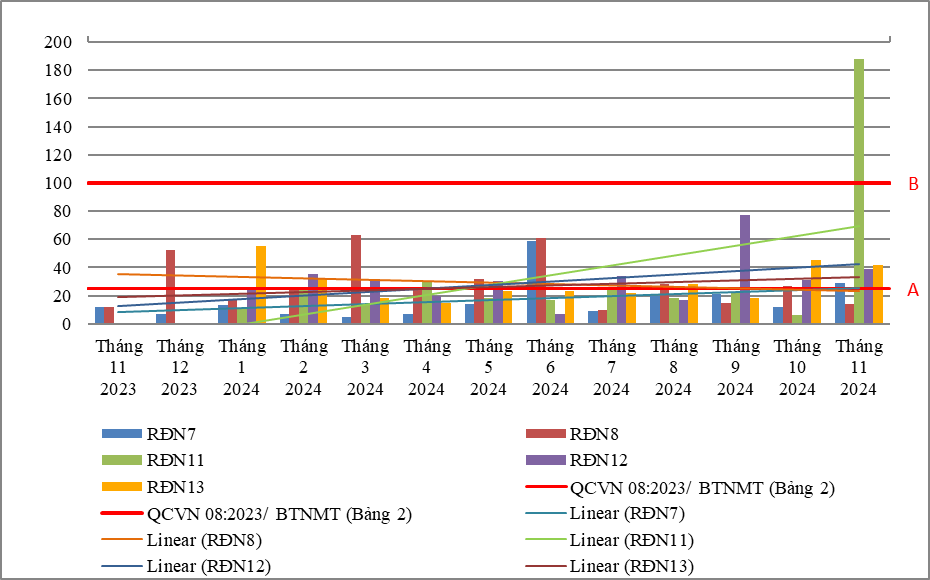 200
180
160
140
120
100
B
80
60
40
A
20
0
Tháng 11 2023
Tháng 12 2023
Tháng 1 2024
Tháng 2 2024
Tháng 3 2024
Tháng 4 2024
Tháng 5 2024
Tháng 6 2024
Tháng 7 2024
Tháng 8 2024
Tháng 9 2024
Tháng 10 2024
Tháng 11 2024
RĐN7
RĐN8
RĐN11
RĐN12
RĐN13
QCVN 08:2023/ BTNMT (Bảng 2)
QCVN 08:2023/ BTNMT (Bảng 2)
Linear (RĐN7)
Linear (RĐN8)
Linear (RĐN11)
Linear (RĐN12)
Linear (RĐN13)